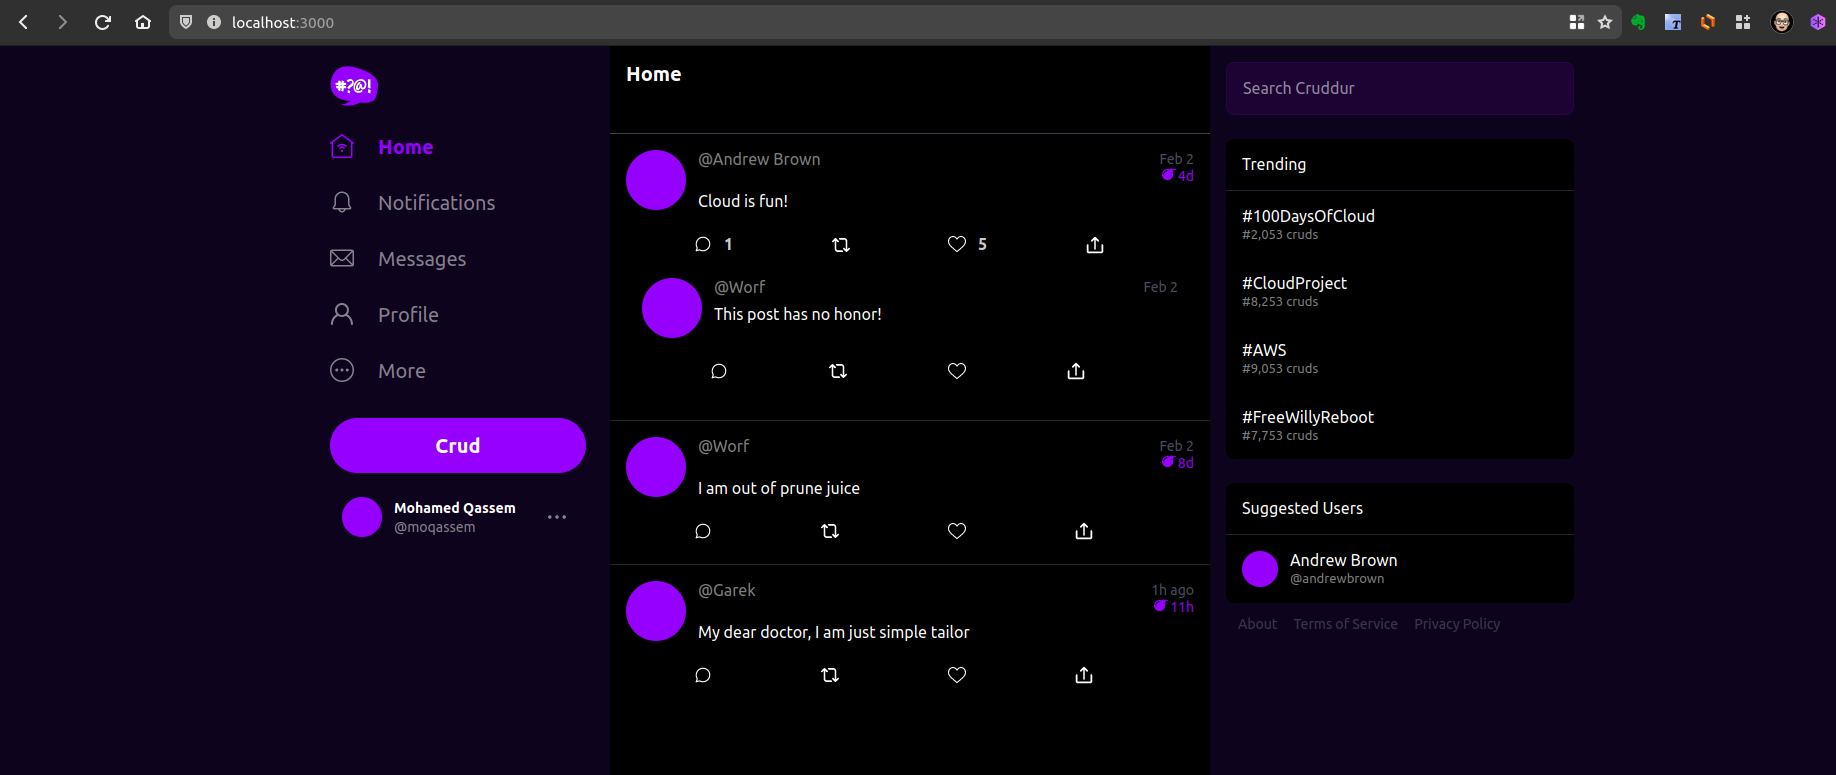 localhost:3000
#?@!
Home
Notifications
Messages
Profile
More
Crud
Mohamed Qassem
@moqassem
Home
@Andrew Brown
Feb 2
4d
Cloud is fun!
1
5
@Worf
Feb 2
This post has no honor!
@Worf
Feb 2
8d
I am out of prune juice
@Garek
1h ago
11h
My dear doctor, I am just simple tailor
Search Cruddur
Trending
#100DaysOfCloud
#2,053 cruds
#CloudProject
#8,253 cruds
#AWS
#9,053 cruds
#FreeWillyReboot
#7,753 cruds
Suggested Users
Andrew Brown
@andrewbrown
About Terms of Service Privacy Policy